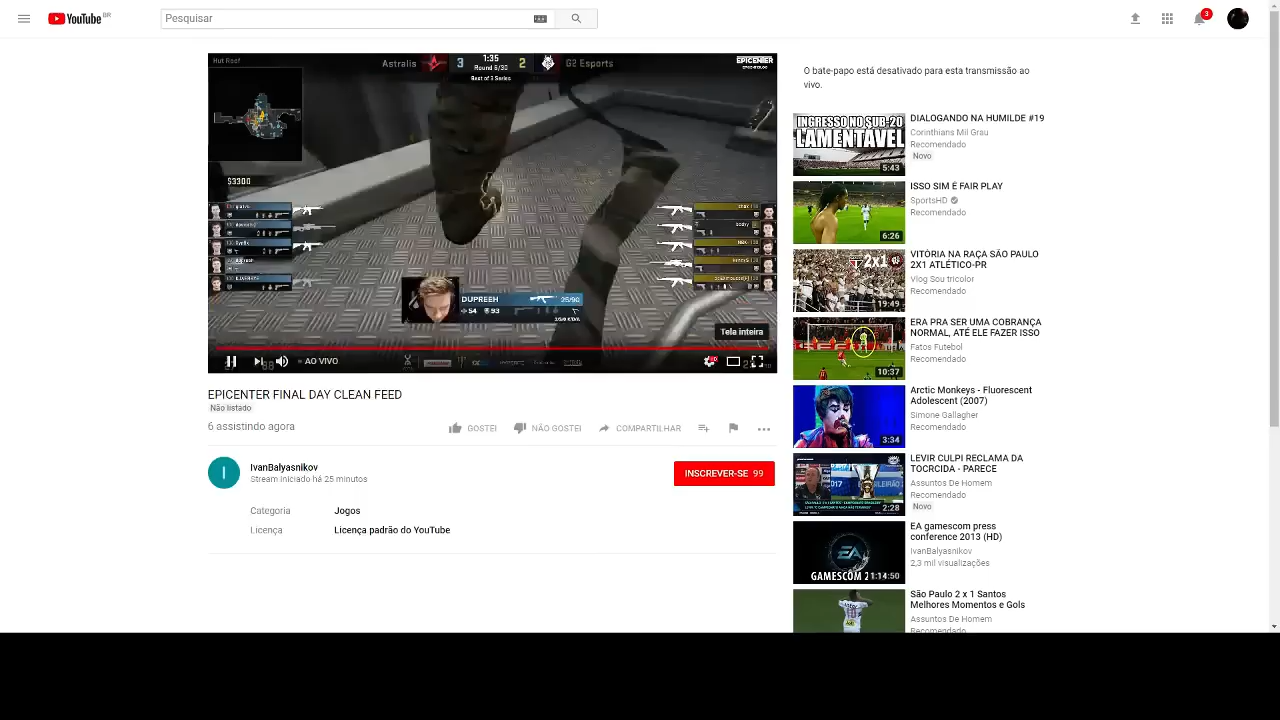 YouTube BR
Pesquisar
3
Hut Roof
Astralis 3 1:35 2 G2 Esports
Round 6/30
Best of 3 Series
EPICENTER
$3300
DUPREEH 25/90
54 93
Tela inteira
AO VIVO
EPICENTER FINAL DAY CLEAN FEED
Não listado
6 assistindo agora
GOSTEI NÃO GOSTEI COMPARTILHAR
I
IvanBalyasnikov
Stream iniciado há 25 minutos
INSCREVER-SE 99
Categoria Jogos
Licença Licença padrão do YouTube
O bate-papo está desativado para esta transmissão ao
vivo.
INGRESSO NO SUB-20
LAMENTÁVEL
5:43
DIALOGANDO NA HUMILDE #19
Corinthians Mil Grau
Recomendado
Novo
6:26
ISSO SIM É FAIR PLAY
SportsHD
Recomendado
2x1
19:49
VITÓRIA NA RAÇA SÃO PAULO
2X1 ATLÉTICO-PR
Vlog Sou tricolor
Recomendado
10:37
ERA PRA SER UMA COBRANÇA
NORMAL, ATÉ ELE FAZER ISSO
Fatos Futebol
Recomendado
3:34
Arctic Monkeys - Fluorescent
Adolescent (2007)
Simone Gallagher
Recomendado
2:28
LEVIR CULPI RECLAMA DA
TOCRCIDA - PARECE
Assuntos De Homem
Recomendado
Novo
EA
GAMESCOM 2
1:14:50
EA gamescom press
conference 2013 (HD)
IvanBalyasnikov
2,3 mil visualizações
São Paulo 2 x 1 Santos
Melhores Momentos e Gols
Assuntos De Homem
Recomendado